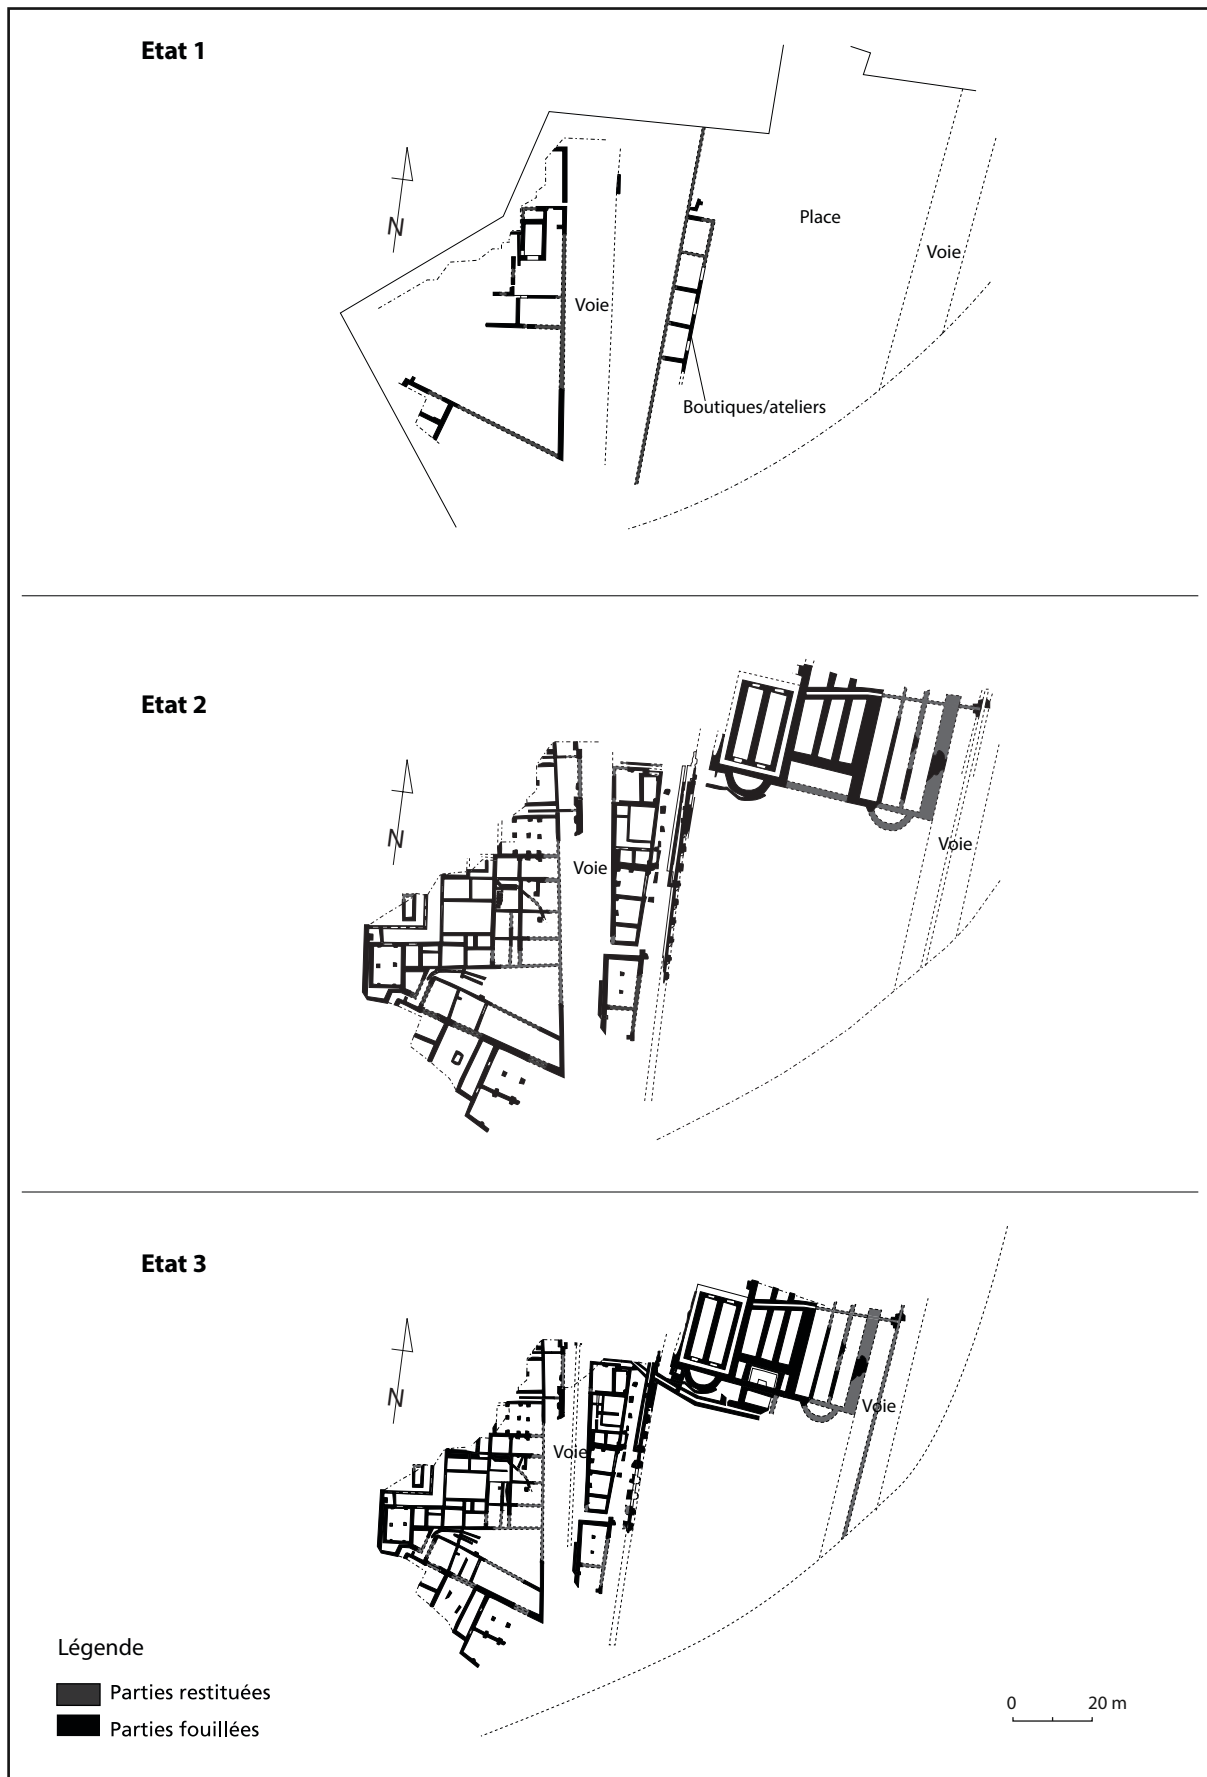 Etat 1
N
Place
Voie
Voie
Boutiques/ateliers
Etat 2
N
Voie
Voie
Etat 3
N
Voie
Voie
Légende
Parties restituées
Parties fouillées
0 20 m